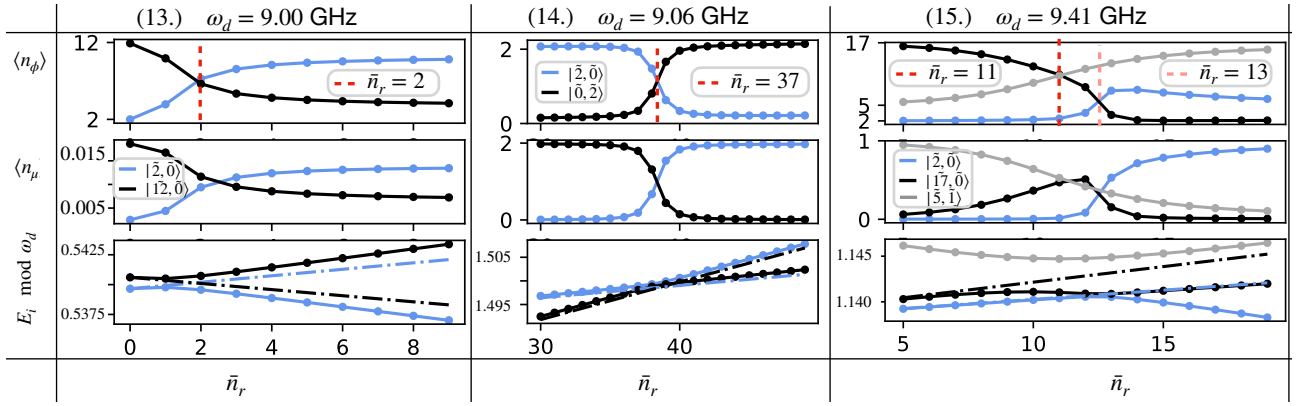 (13.) ω_d = 9.00 GHz
(14.) ω_d = 9.06 GHz
(15.) ω_d = 9.41 GHz
⟨n_ϕ⟩
12
2
n̄_r = 2
2
0
|2̃, 0̃⟩
|0̃, 2̃⟩
n̄_r = 37
17
5
2
n̄_r = 11
n̄_r = 13
⟨n_μ
0.015
0.005
|2̃, 0̃⟩
|1̃2, 0̃⟩
2
0
1
0
|2̃, 0̃⟩
|1̃7, 0̃⟩
|5̃, 1̃⟩
E_i mod ω_d
0.5425
0.5375
0 2 4 6 8
1.505
1.495
30 40
1.145
1.140
5 10 15
n̄_r
n̄_r
n̄_r